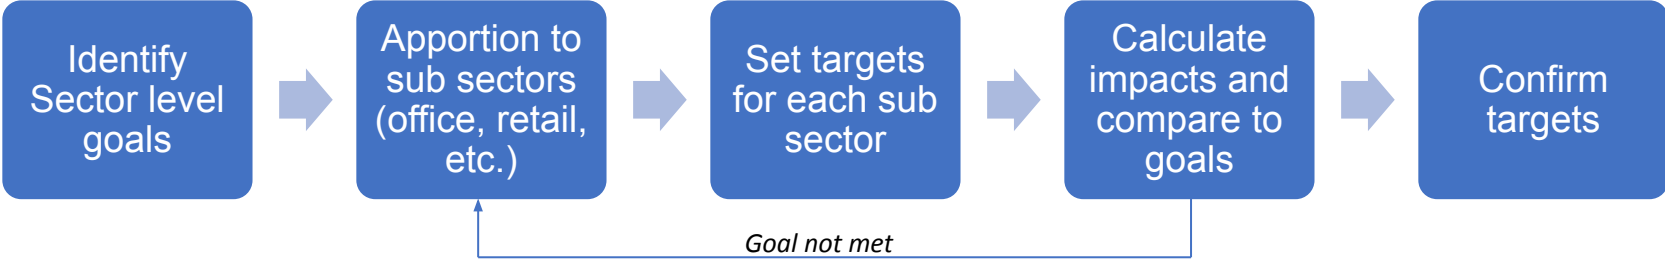 Identify
Sector level
goals
Apportion to
sub sectors
(office, retail,
etc.)
Set targets
for each sub
sector
Calculate
impacts and
compare to
goals
Confirm
targets
Goal not met